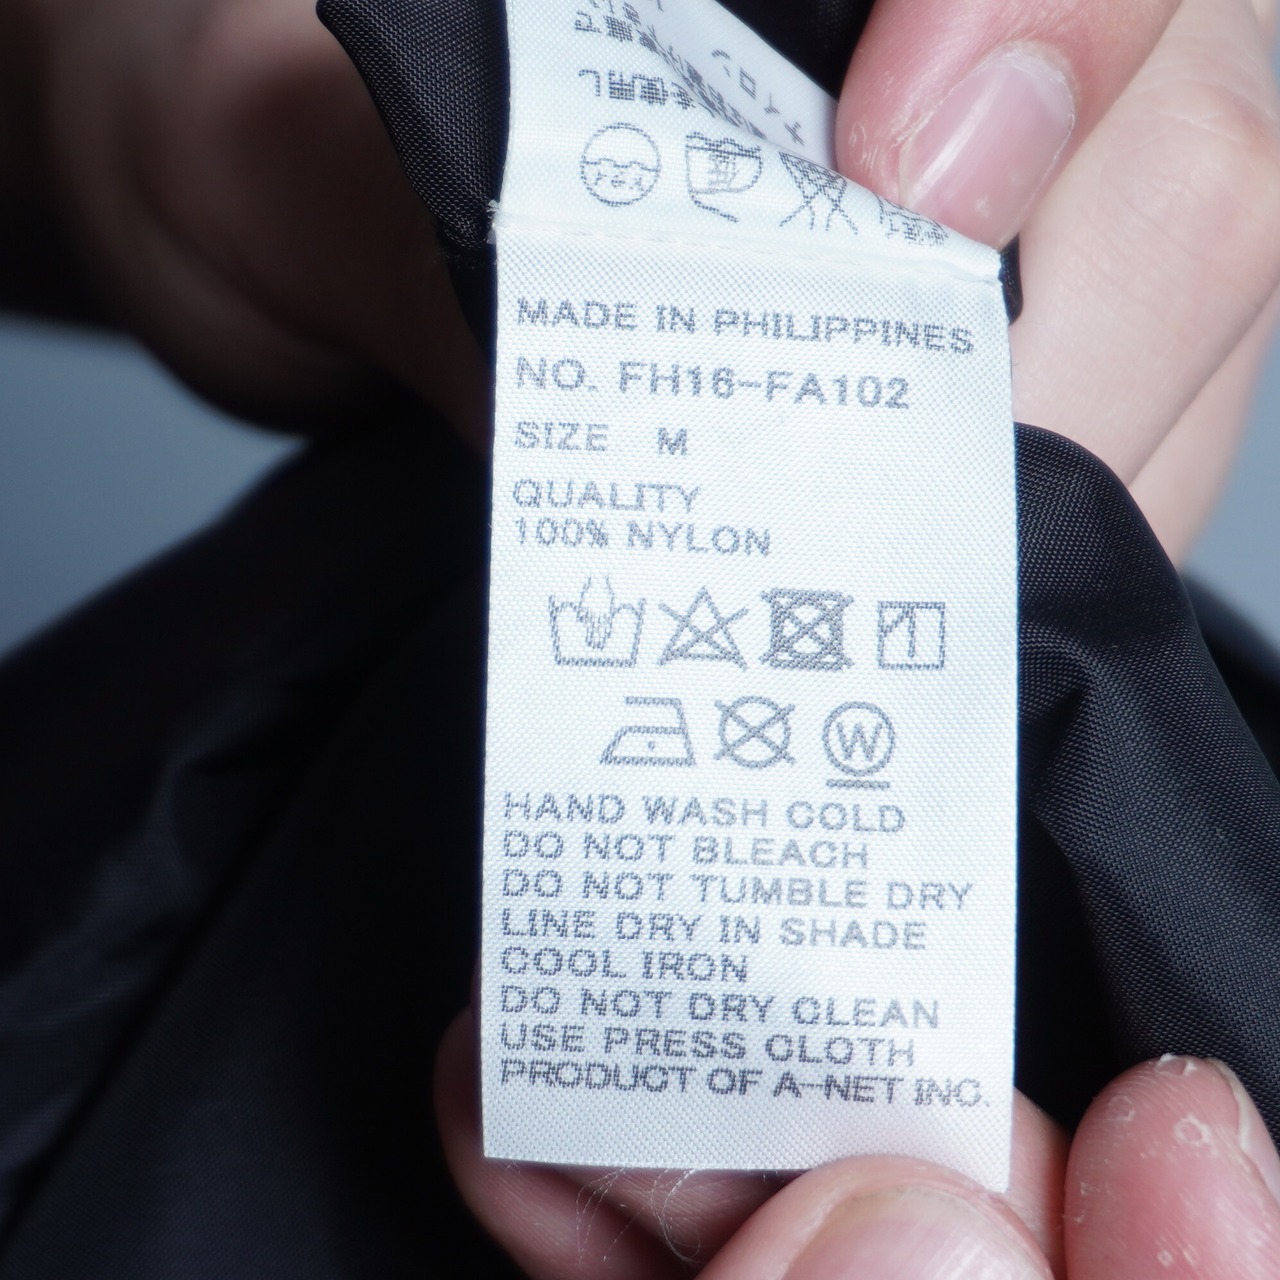 MADE IN PHILIPPINES
NO. FH16-FA102
SIZE M
QUALITY
100% NYLON
W
HAND WASH COLD
DO NOT BLEACH
DO NOT TUMBLE DRY
LINE DRY IN SHADE
COOL IRON
DO NOT DRY CLEAN
USE PRESS CLOTH
PRODUCT OF A-NET INC.